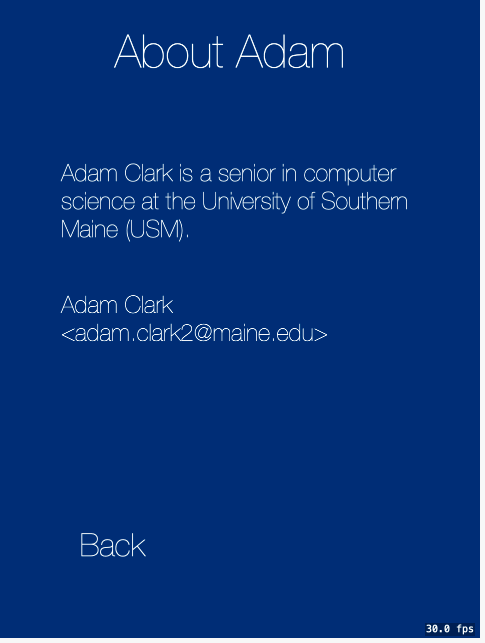 About Adam
Adam Clark is a senior in computer
science at the University of Southern
Maine (USM).
Adam Clark
<adam.clark2@maine.edu>
Back
30.0 fps